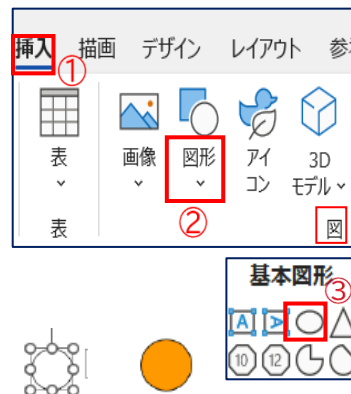 挿入 描画 デザイン レイアウト 参
①
表 画像 図形 アイコン 3D モデル
②
表 図
基本図形
③
A A
10 12